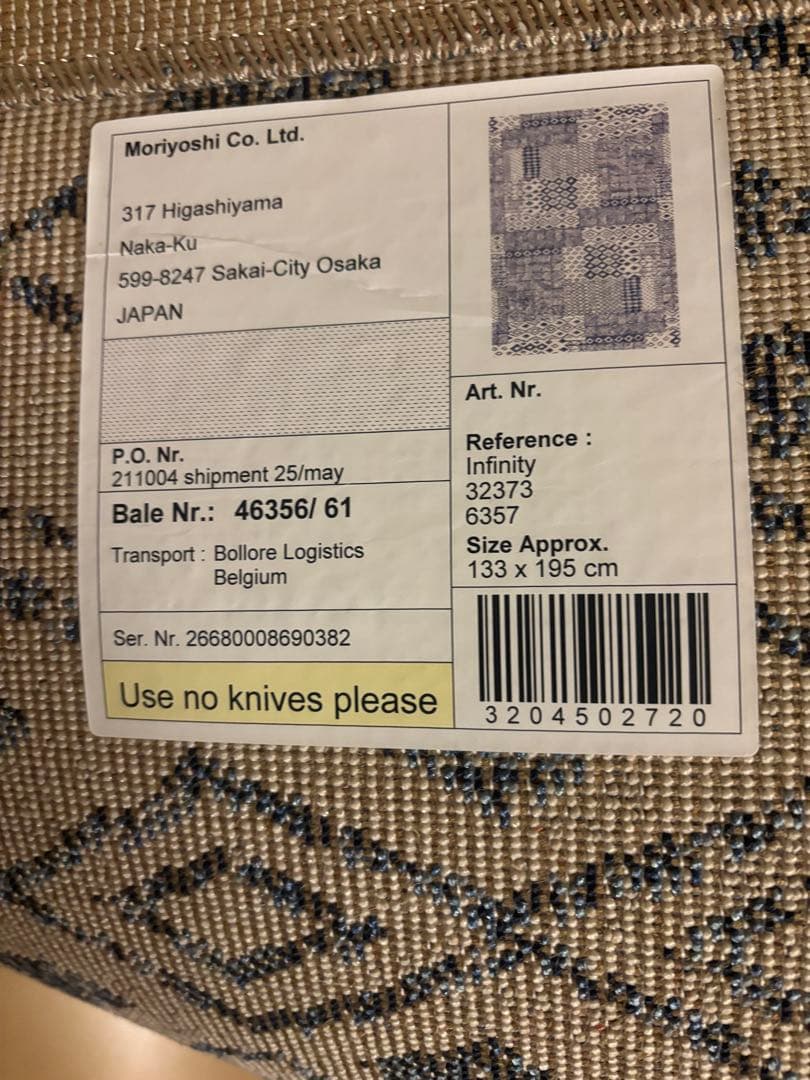 Moriyoshi Co. Ltd.
317 Higashiyama
Naka-Ku
599-8247 Sakai-City Osaka
JAPAN
P.O. Nr.
211004 shipment 25/may
Bale Nr.: 46356/ 61
Transport : Bollore Logistics
Belgium
Ser. Nr. 26680008690382
Use no knives please
Art. Nr.
Reference :
Infinity
32373
6357
Size Approx.
133 x 195 cm
3204502720